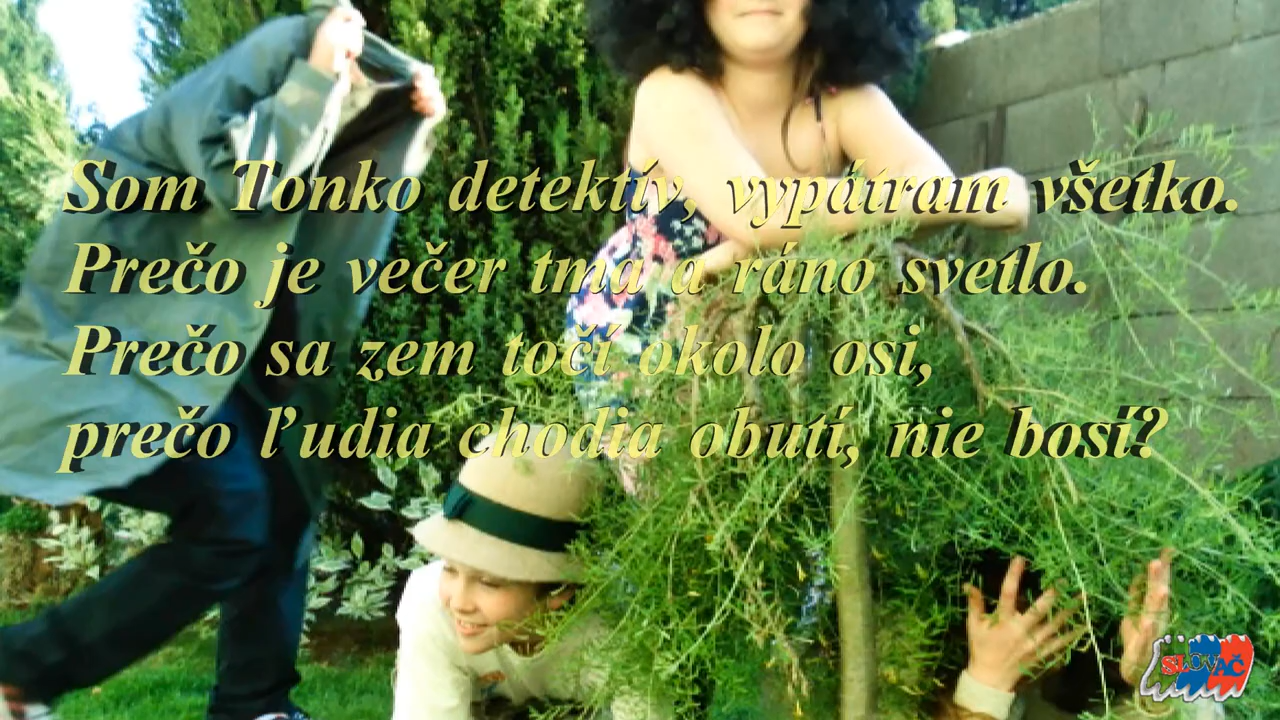 Som Tonko detektív, vypátram všetko.
Prečo je večer tma a ráno svetlo.
Prečo sa zem točí okolo osi,
prečo ľudia chodia obutí, nie bosí?
SLOVAČ